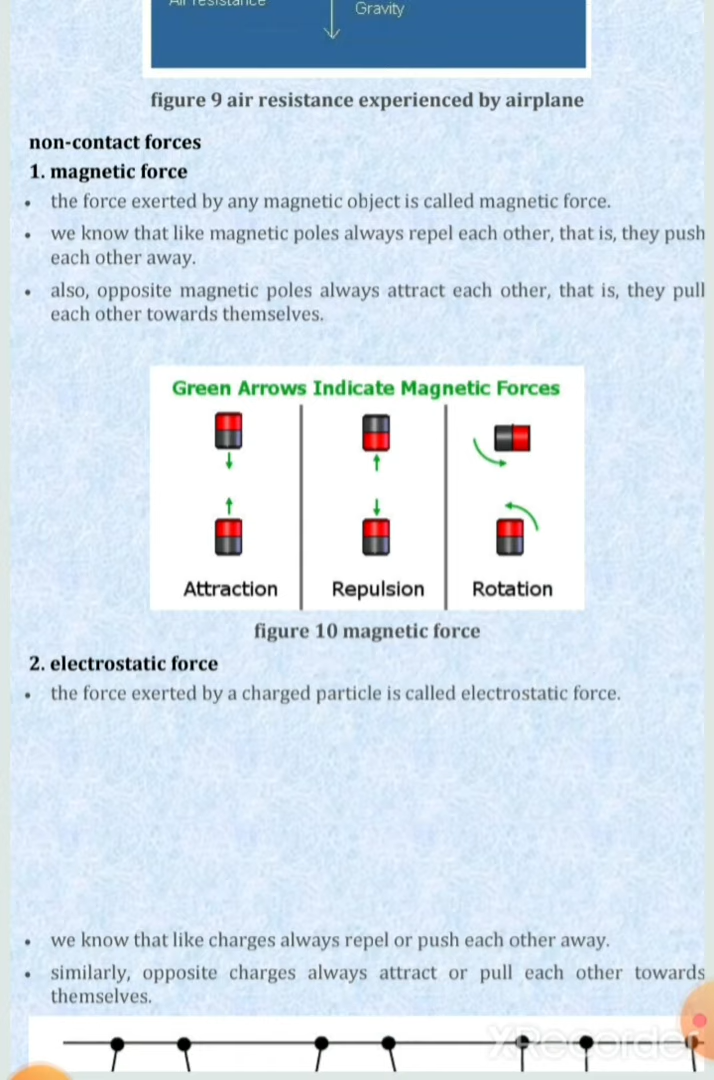 Air resistance
Gravity
figure 9 air resistance experienced by airplane
non-contact forces
1. magnetic force
• the force exerted by any magnetic object is called magnetic force.
• we know that like magnetic poles always repel each other, that is, they push
each other away.
• also, opposite magnetic poles always attract each other, that is, they pull
each other towards themselves.
Green Arrows Indicate Magnetic Forces
Attraction
Repulsion
Rotation
figure 10 magnetic force
2. electrostatic force
• the force exerted by a charged particle is called electrostatic force.
• we know that like charges always repel or push each other away.
• similarly, opposite charges always attract or pull each other towards
themselves.
XRecorder